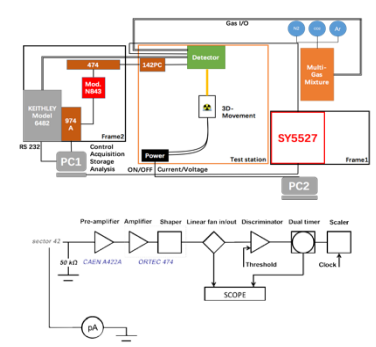 Gas I/O
Ar
474
142PC
Detector
Mod.
N843
Multi-
Gas
Mixture
KEITHLEY
Model
6482
974
A
3D-
Movement
SY5527
Frame2
RS 232
PC1
Control
Acquisition
Storage
Analysis
Power
Test station
Frame1
ON/OFF
Current/Voltage
PC2
Pre-amplifier
Amplifier
Shaper
Linear fan in/out
Discriminator
Dual timer
Scaler
sector 42
50 kΩ
CAEN A422A
ORTEC 474
Threshold
Clock
SCOPE
pA